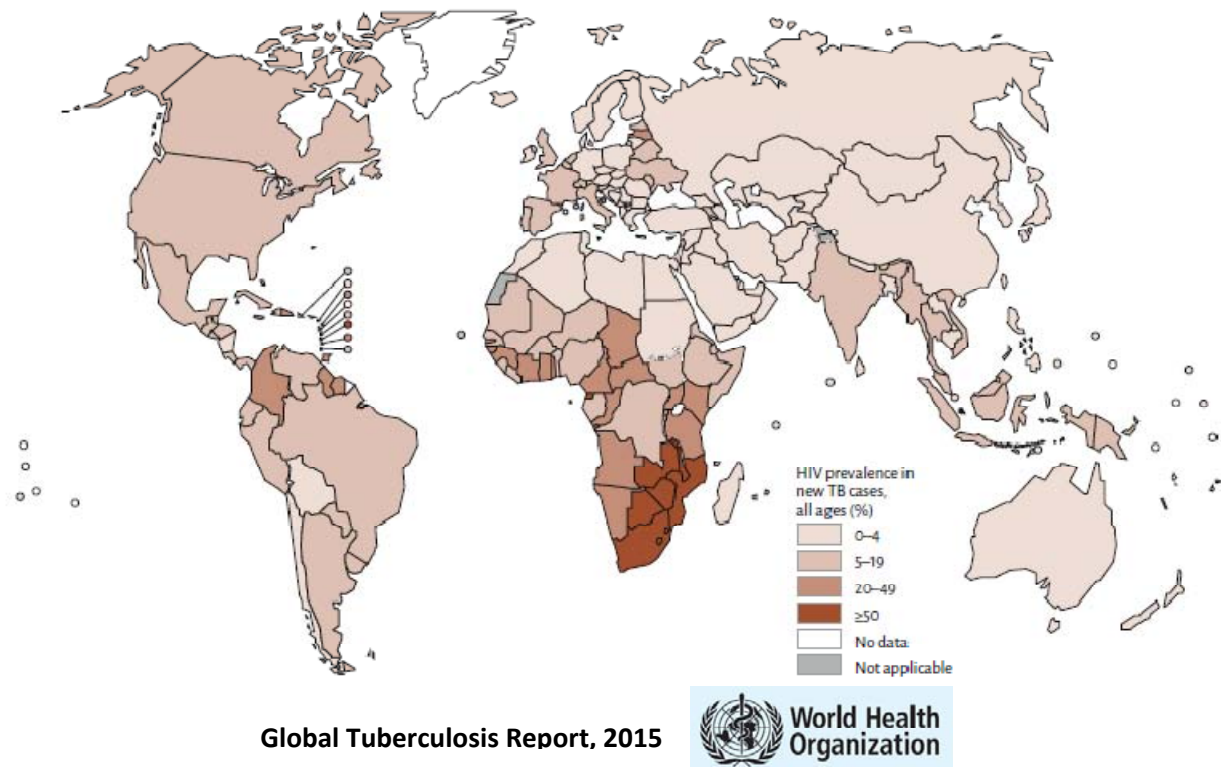 HIV prevalence in
new TB cases,
all ages (%)
0–4
5–19
20–49
≥50
No data
Not applicable
Global Tuberculosis Report, 2015
World Health
Organization